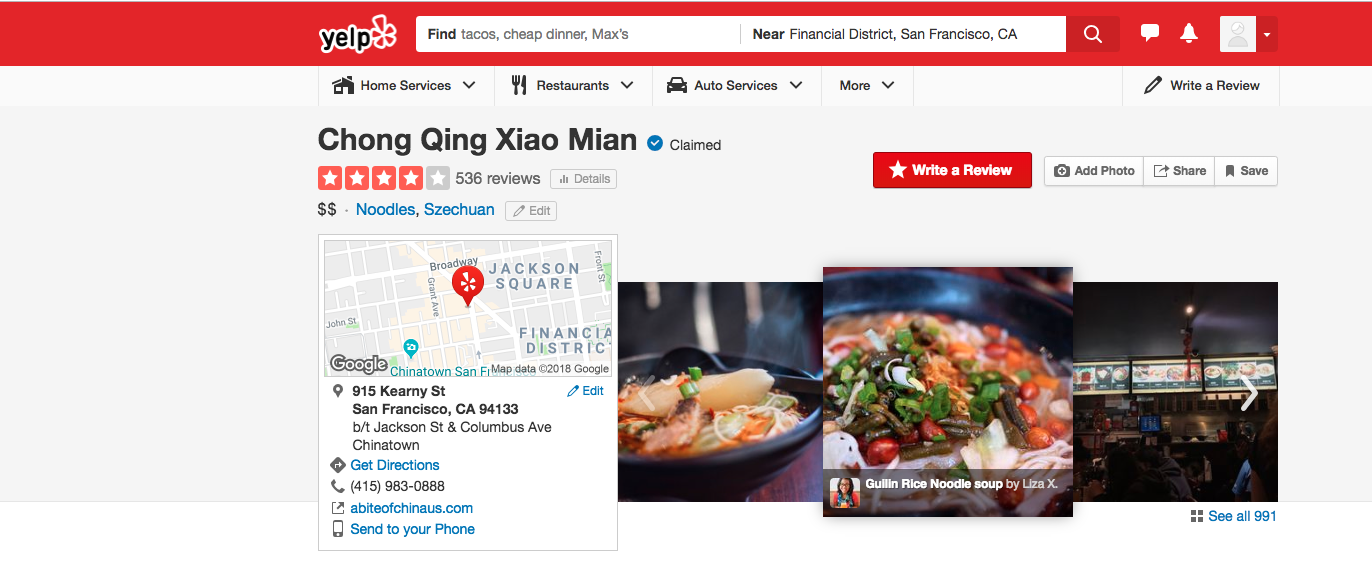 yelp
Find tacos, cheap dinner, Max's
Near Financial District, San Francisco, CA
Home Services
Restaurants
Auto Services
More
Write a Review
Chong Qing Xiao Mian
Claimed
536 reviews
Details
Write a Review
Add Photo
Share
Save
$$ · Noodles, Szechuan
Edit
Broadway
JACKSON
SQUARE
Front St
Grant Ave
John St
FINANCIA
DISTRIC
Google
Chinatown San Fran
Map data ©2018 Google
915 Kearny St
Edit
San Francisco, CA 94133
b/t Jackson St & Columbus Ave
Chinatown
Get Directions
(415) 983-0888
abiteofchinaus.com
Send to your Phone
Guilin Rice Noodle soup by Liza X.
See all 991